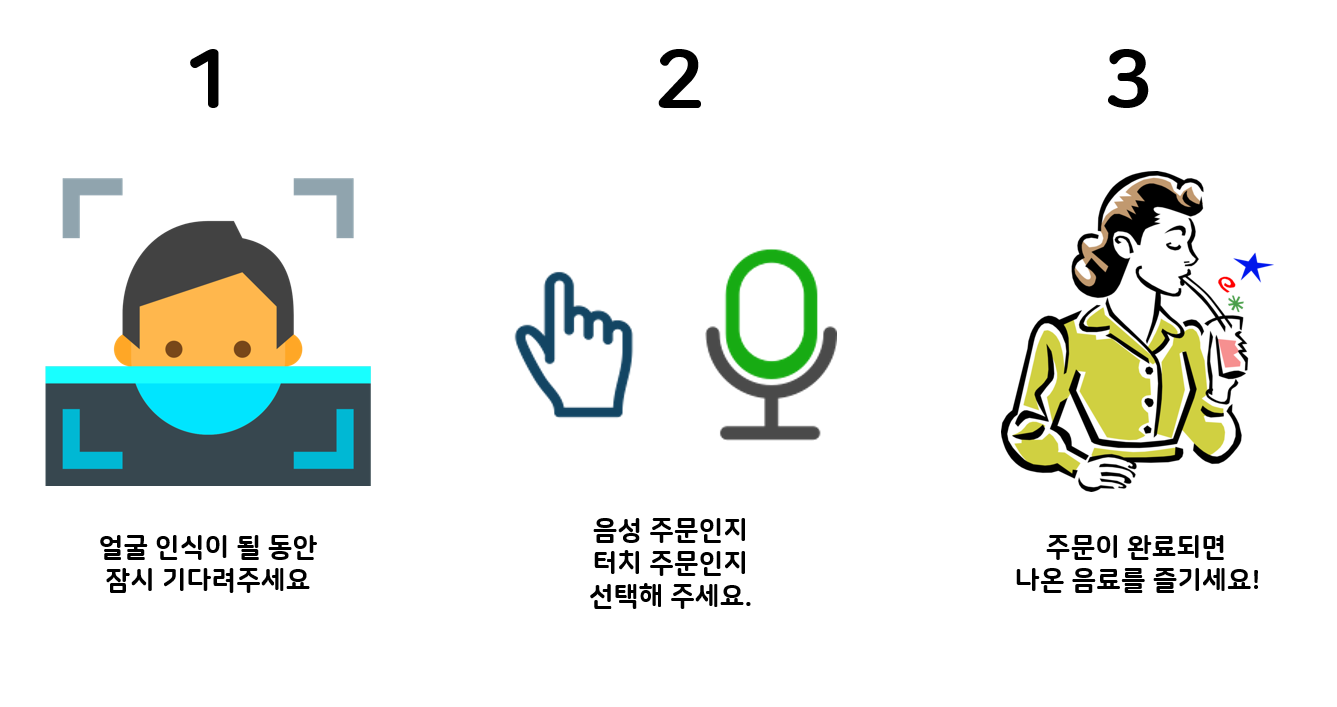 1
2
3
얼굴 인식이 될 동안
잠시 기다려주세요
음성 주문인지
터치 주문인지
선택해 주세요.
주문이 완료되면
나온 음료를 즐기세요!